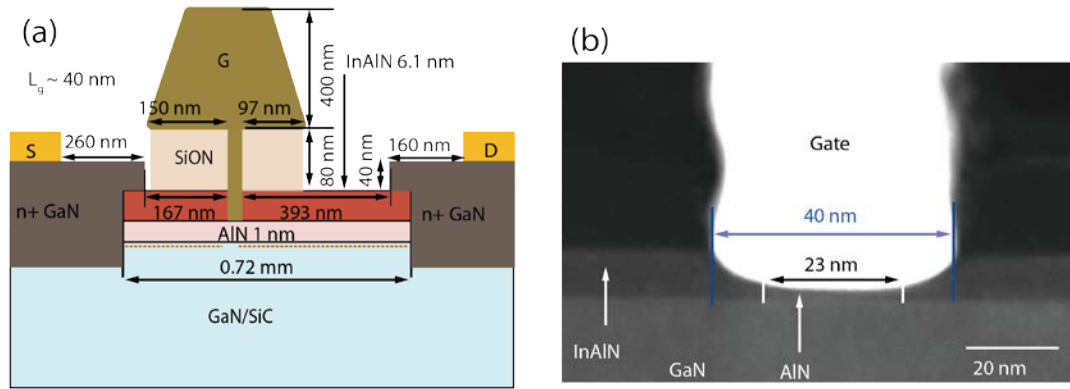 (a)
G
InAlN 6.1 nm
L_g ~ 40 nm
400 nm
150 nm
97 nm
260 nm
160 nm
S
SiON
80 nm
40 nm
D
n+ GaN
167 nm
393 nm
n+ GaN
AlN 1 nm
0.72 mm
GaN/SiC
(b)
Gate
40 nm
23 nm
InAlN
GaN
AlN
20 nm